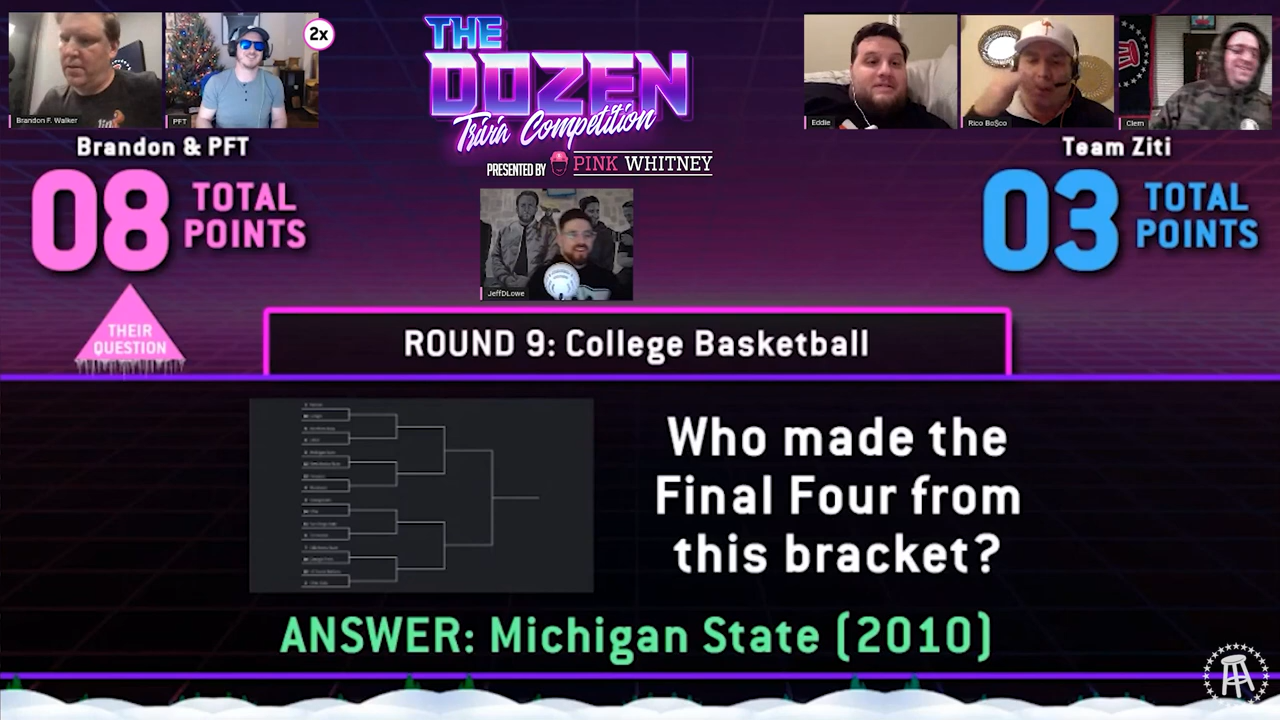 Brandon F. Walker
PFT
2x
THE
DOZEN
Trivia Competition
PRESENTED BY PINK WHITNEY
Eddie
Rico Bo$co
Clem
Brandon & PFT
08 TOTAL POINTS
Team Ziti
03 TOTAL POINTS
JeffDLowe
THEIR
QUESTION
ROUND 9: College Basketball
Who made the
Final Four from
this bracket?
ANSWER: Michigan State (2010)